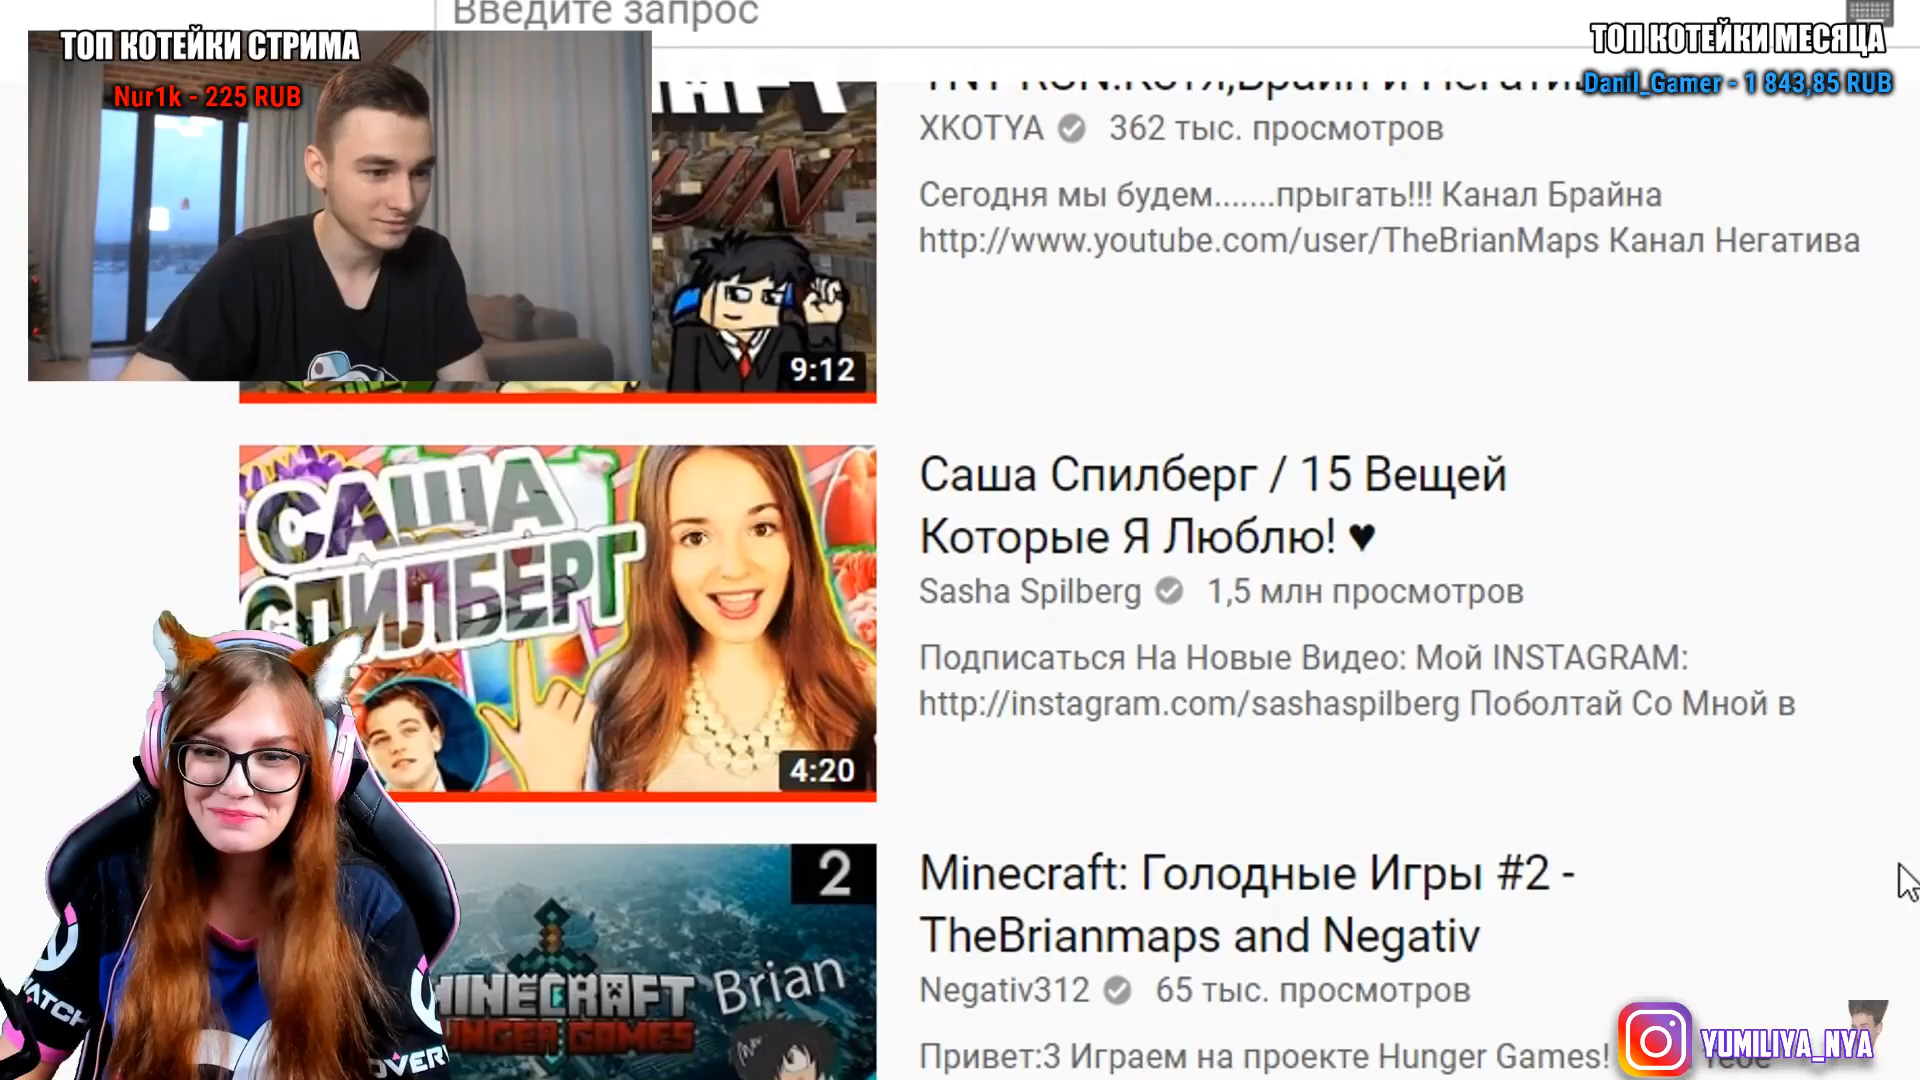 Введите запрос
ТОП КОТЕЙКИ СТРИМА
Nur1k - 225 RUB
ТОП КОТЕЙКИ МЕСЯЦА
Danil_Gamer - 1 843,85 RUB
XKOTYA 362 тыс. просмотров
Сегодня мы будем.......прыгать!!! Канал Брайна
http://www.youtube.com/user/TheBrianMaps Канал Негатива
9:12
САША
СПИЛБЕРГ
4:20
Саша Спилберг / 15 Вещей
Которые Я Люблю! ♥
Sasha Spilberg 1,5 млн просмотров
Подписаться На Новые Видео: Мой INSTAGRAM:
http://instagram.com/sashaspilberg Поболтай Со Мной в
2
MINECRAFT Brian
Minecraft: Голодные Игры #2 -
TheBrianmaps and Negativ
Negativ312 65 тыс. просмотров
Привет:3 Играем на проекте Hunger Games!
YUMILIYA_NYA